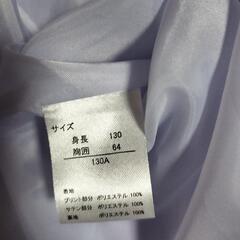 サイズ
身長 130
胸囲 64
130A
表地
プリント部分 ポリエステル 100%
サテン部分 ポリエステル 100%
裏地 ポリエステル 100%